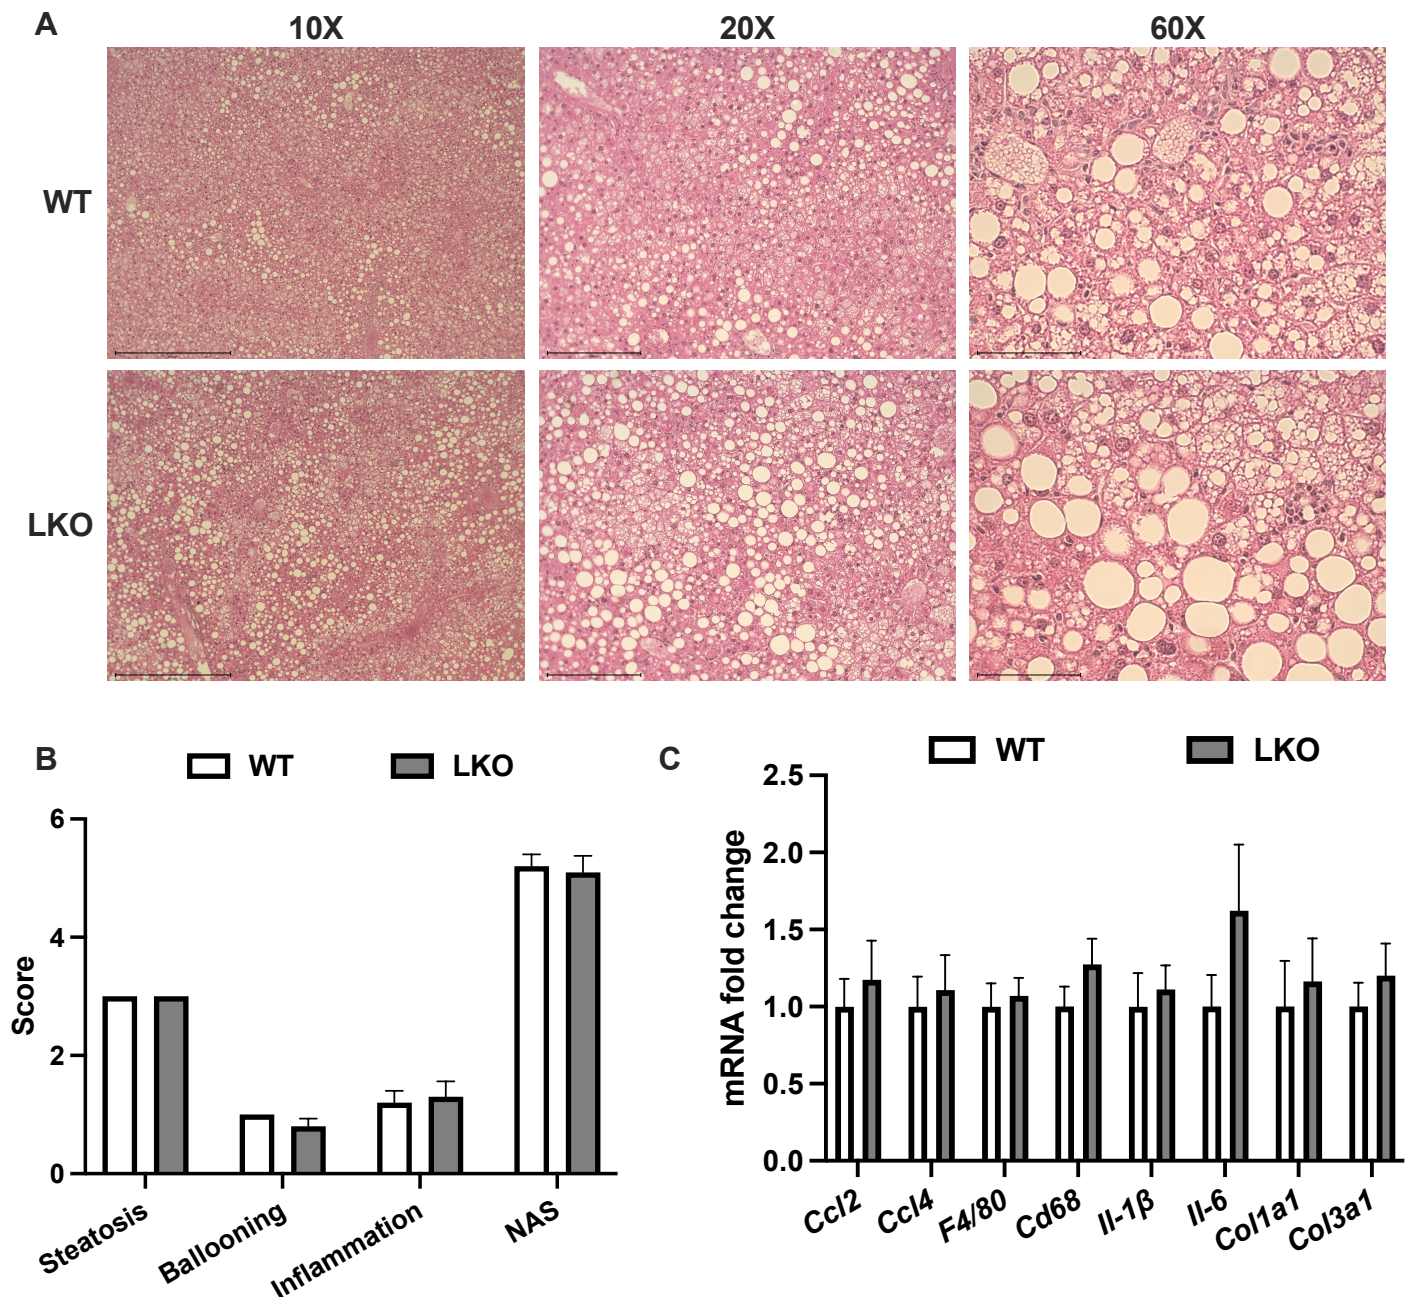 A
10X 20X 60X
WT
LKO
B
WT LKO
Score
6
4
2
0
Steatosis Ballooning Inflammation NAS
C
WT LKO
mRNA fold change
2.5
2.0
1.5
1.0
0.5
0.0
Ccl2 Ccl4 F4/80 Cd68 Il-1β Il-6 Col1a1 Col3a1